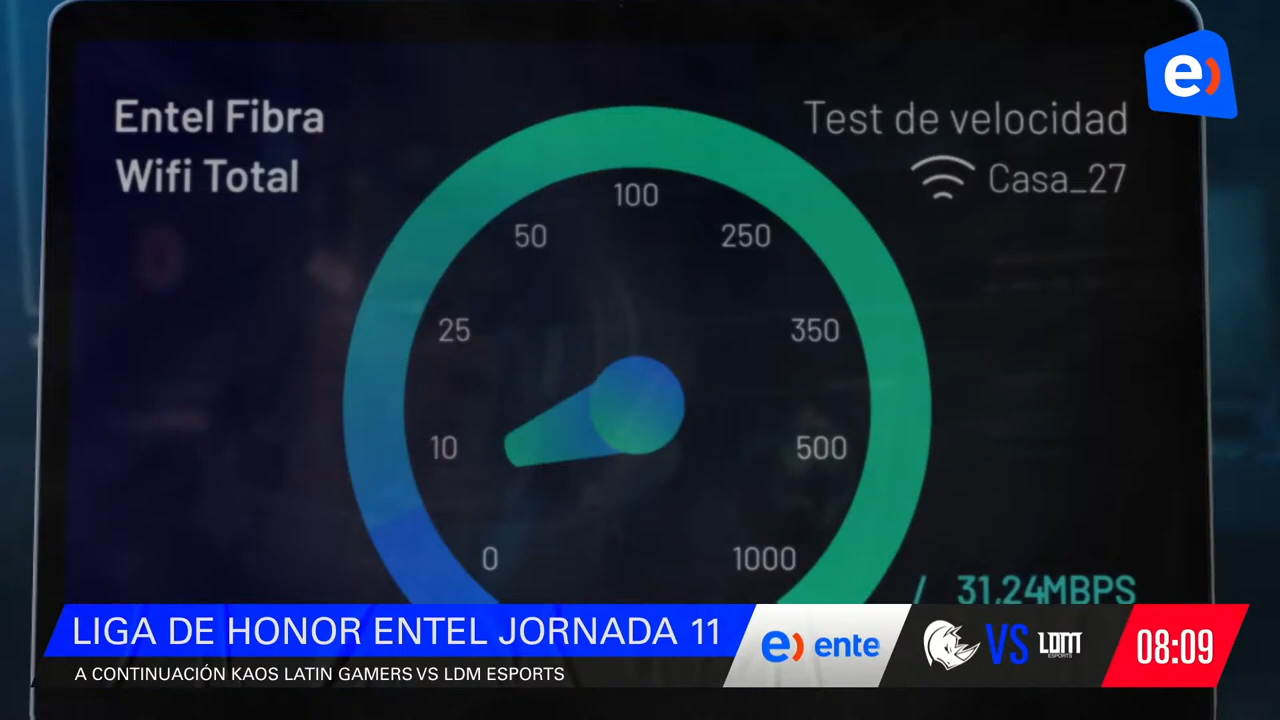 Entel Fibra
Wifi Total
Test de velocidad
Casa_27
e)
100
50
250
25
350
10
500
0
1000
/ 31,24MBPS
LIGA DE HONOR ENTEL JORNADA 11
A CONTINUACIÓN KAOS LATIN GAMERS VS LDM ESPORTS
e) ente
VS
LDM
ESPORTS
08:09